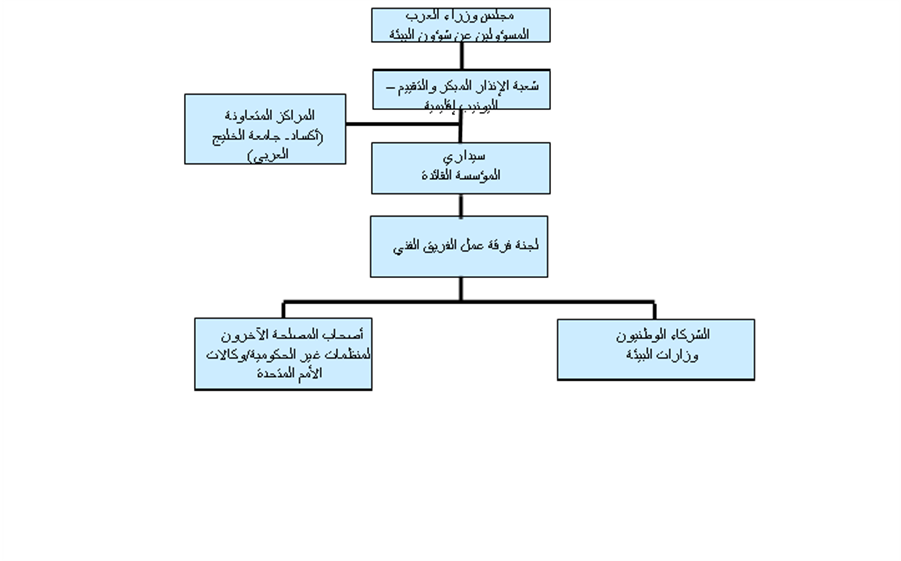 مجلس وزراء العرب
المسؤولين عن شؤون البيئة
شعبة الإنذار المبكر والتقييم –
اليونيب إقليمية
المراكز المتعاونة
(أكساد- جامعة الخليج
العربي)
سيداري
المؤسسة القائدة
لجنة فرقة عمل الفريق الفني
أصحاب المصلحة الآخرون
لمنظمات غير الحكومية/وكالات
الأمم المتحدة
الشركاء الوطنيون
وزارات البيئة